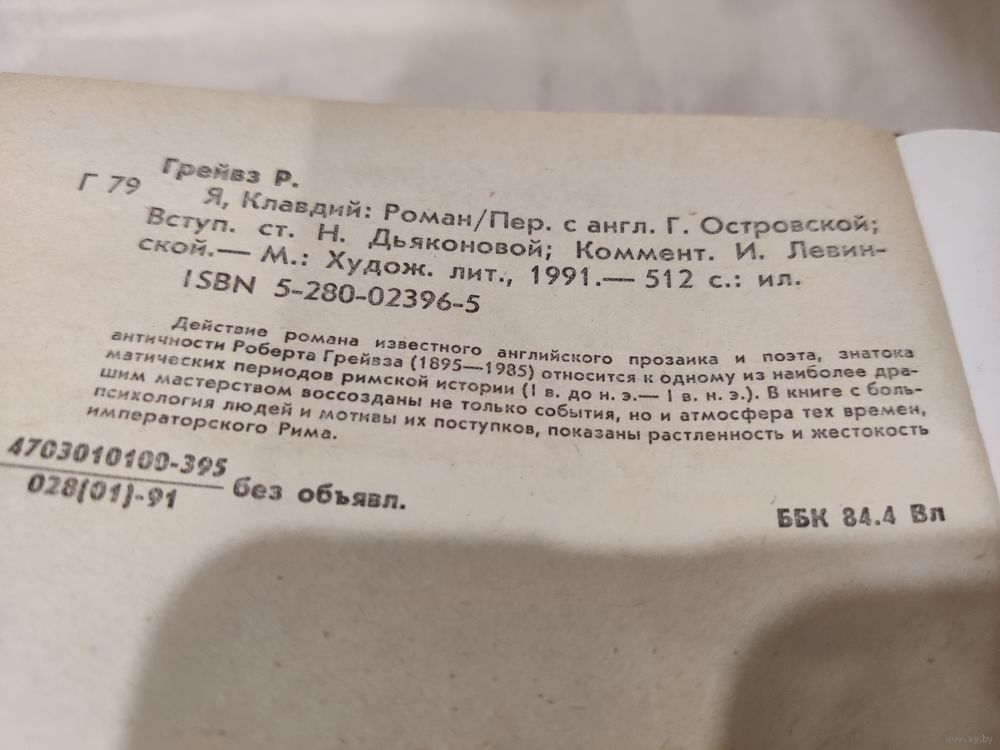 Грейвз Р.
Г 79
Я, Клавдий: Роман/Пер. с англ. Г. Островской;
Вступ. ст. Н. Дьяконовой; Коммент. И. Левин-
ской.— М.: Худож. лит., 1991.— 512 с.: ил.
ISBN 5-280-02396-5
Действие романа известного английского прозаика и поэта, знатока
античности Роберта Грейвза (1895—1985) относится к одному из наиболее дра-
матических периодов римской истории (I в. до н. э.— I в. н. э.). В книге с боль-
шим мастерством воссозданы не только события, но и атмосфера тех времен,
психология людей и мотивы их поступков, показаны растленность и жестокость
императорского Рима.
4703010100-395
028(01)-91
без объявл.
ББК 84.4 Вл
www.ay.by